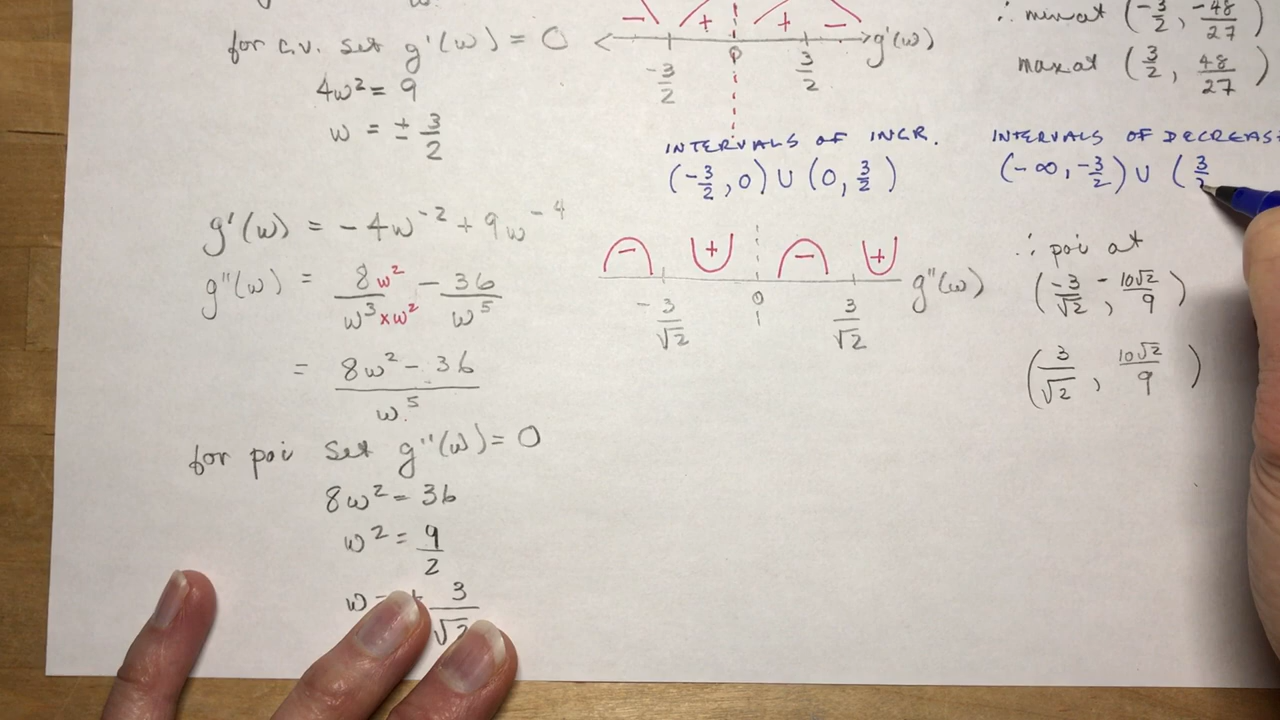 for c.v. set g'(w) = 0
4w² = 9
w = ± 3/2
− + + − g'(w)
-3/2 0 3/2
∴ min at (-3/2, -48/27)
max at (3/2, 48/27)
INTERVALS OF INCR.
(-3/2, 0) ∪ (0, 3/2)
INTERVALS OF DECREAS
(-∞, -3/2) ∪ (3/2
g'(w) = -4w⁻² + 9w⁻⁴
g''(w) = 8w²/w³×w² - 36/w⁵
= 8w² - 36/w⁵
for poi set g''(w) = 0
8w² = 36
w² = 9/2
w = ± 3/√2
− + − + g''(w)
-3/√2 0 3/√2
∴ poi at
(-3/√2, -10√2/9)
(3/√2, 10√2/9)